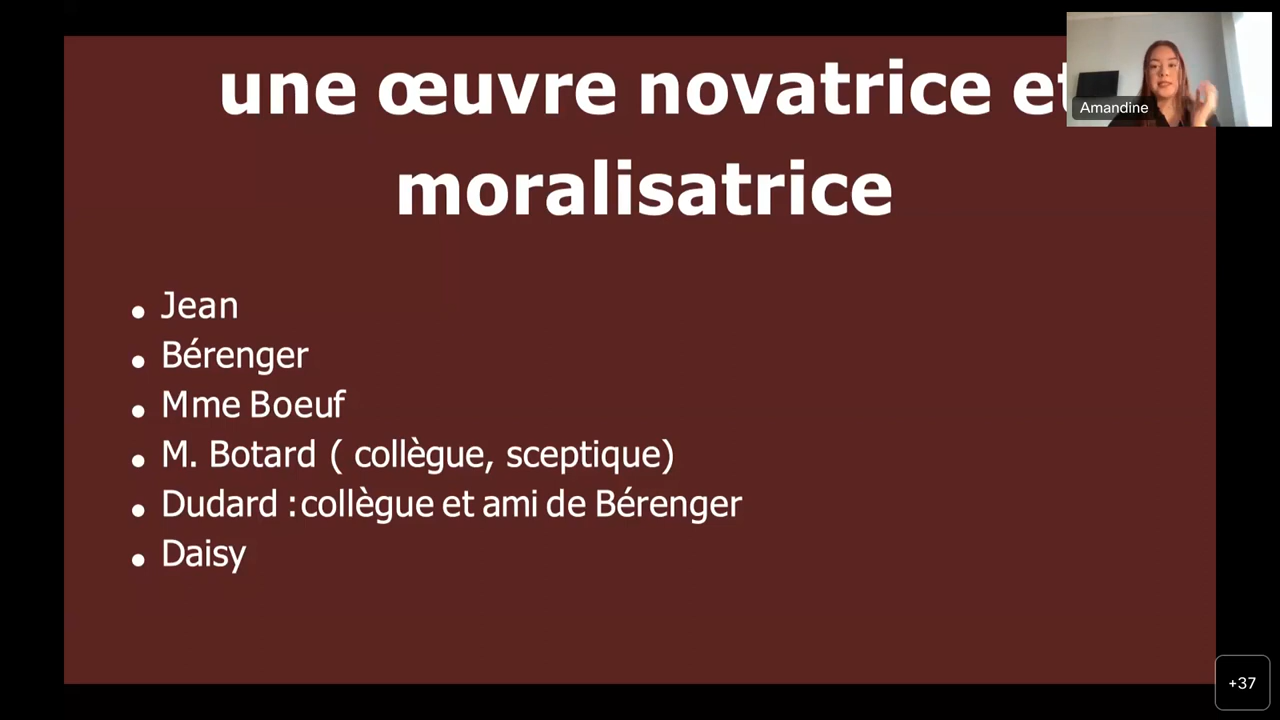 une œuvre novatrice et
moralisatrice
Amandine
• Jean
• Bérenger
• Mme Boeuf
• M. Botard ( collègue, sceptique)
• Dudard :collègue et ami de Bérenger
• Daisy
+37